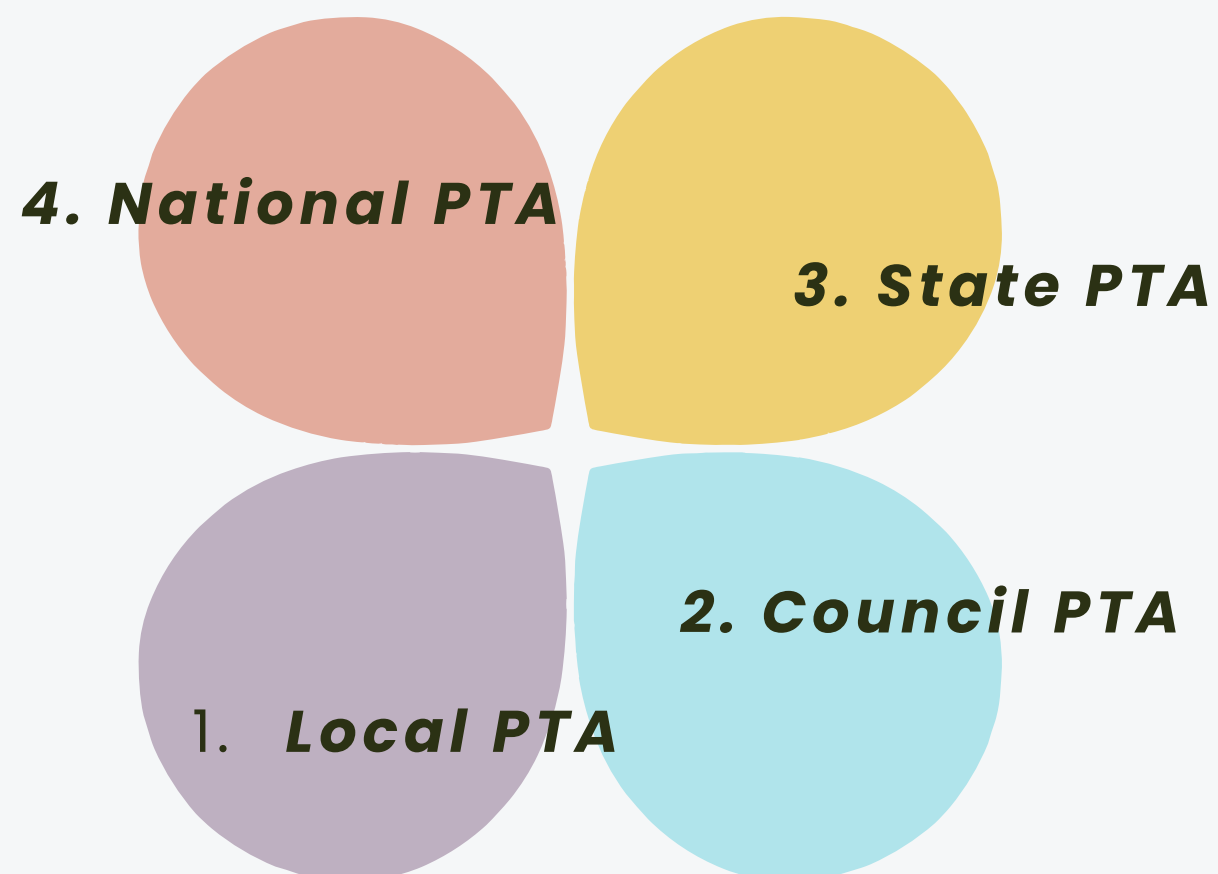 4. National PTA
3. State PTA
2. Council PTA
1. Local PTA